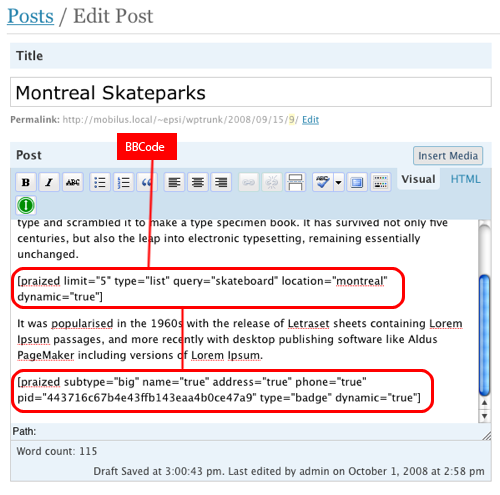 Posts / Edit Post
Title
Montreal Skateparks
Permalink: http://mobilus.local/~epsi/wptrunk/2008/09/15/9/ Edit
BBCode
Post
Insert Media
B I ABC ABC Visual HTML
type and scrambled it to make a type specimen book. It has survived not only five
centuries, but also the leap into electronic typesetting, remaining essentially
unchanged.
[praized limit="5" type="list" query="skateboard" location="montreal"
dynamic="true"]
It was popularised in the 1960s with the release of Letraset sheets containing Lorem
Ipsum passages, and more recently with desktop publishing software like Aldus
PageMaker including versions of Lorem Ipsum.
[praized subtype="big" name="true" address="true" phone="true"
pid="443716c67b4e43ffb143eaa4b0ce47a9" type="badge" dynamic="true"]
Path:
Word count: 115
Draft Saved at 3:00:43 pm. Last edited by admin on October 1, 2008 at 2:58 pm